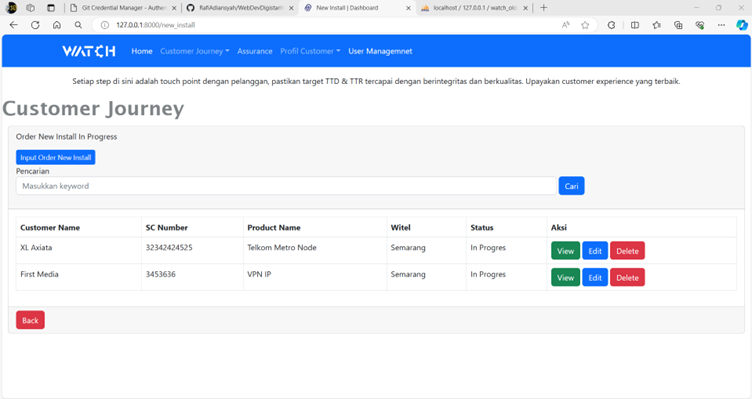 Git Credential Manager - Authen
RafiAdiansyah/WebDevDigistar
New Install | Dashboard
localhost / 127.0.0.1 / watch_olo
127.0.0.1:8000/new_install
WATCH Home Customer Journey Assurance Profil Customer User Managemnet
Setiap step di sini adalah touch point dengan pelanggan, pastikan target TTD & TTR tercapai dengan berintegritas dan berkualitas. Upayakan customer experience yang terbaik.
Customer Journey
Order New Install In Progress
Input Order New Install
Pencarian
Masukkan keyword Cari
Customer Name SC Number Product Name Witel Status Aksi
XL Axiata 32342424525 Telkom Metro Node Semarang In Progres View Edit Delete
First Media 3453636 VPN IP Semarang In Progres View Edit Delete
Back